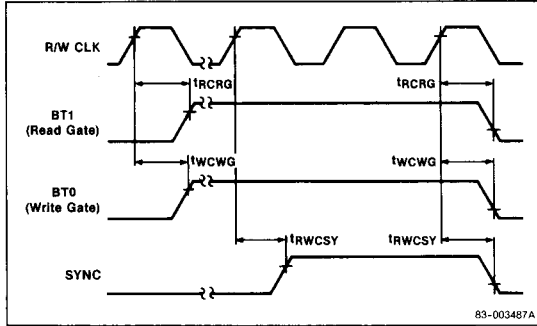 R/W CLK
tRCRG tRCRG
BT1
(Read Gate)
tWCWG tWCWG
BT0
(Write Gate)
tRWCSY tRWCSY
SYNC
83-003487A